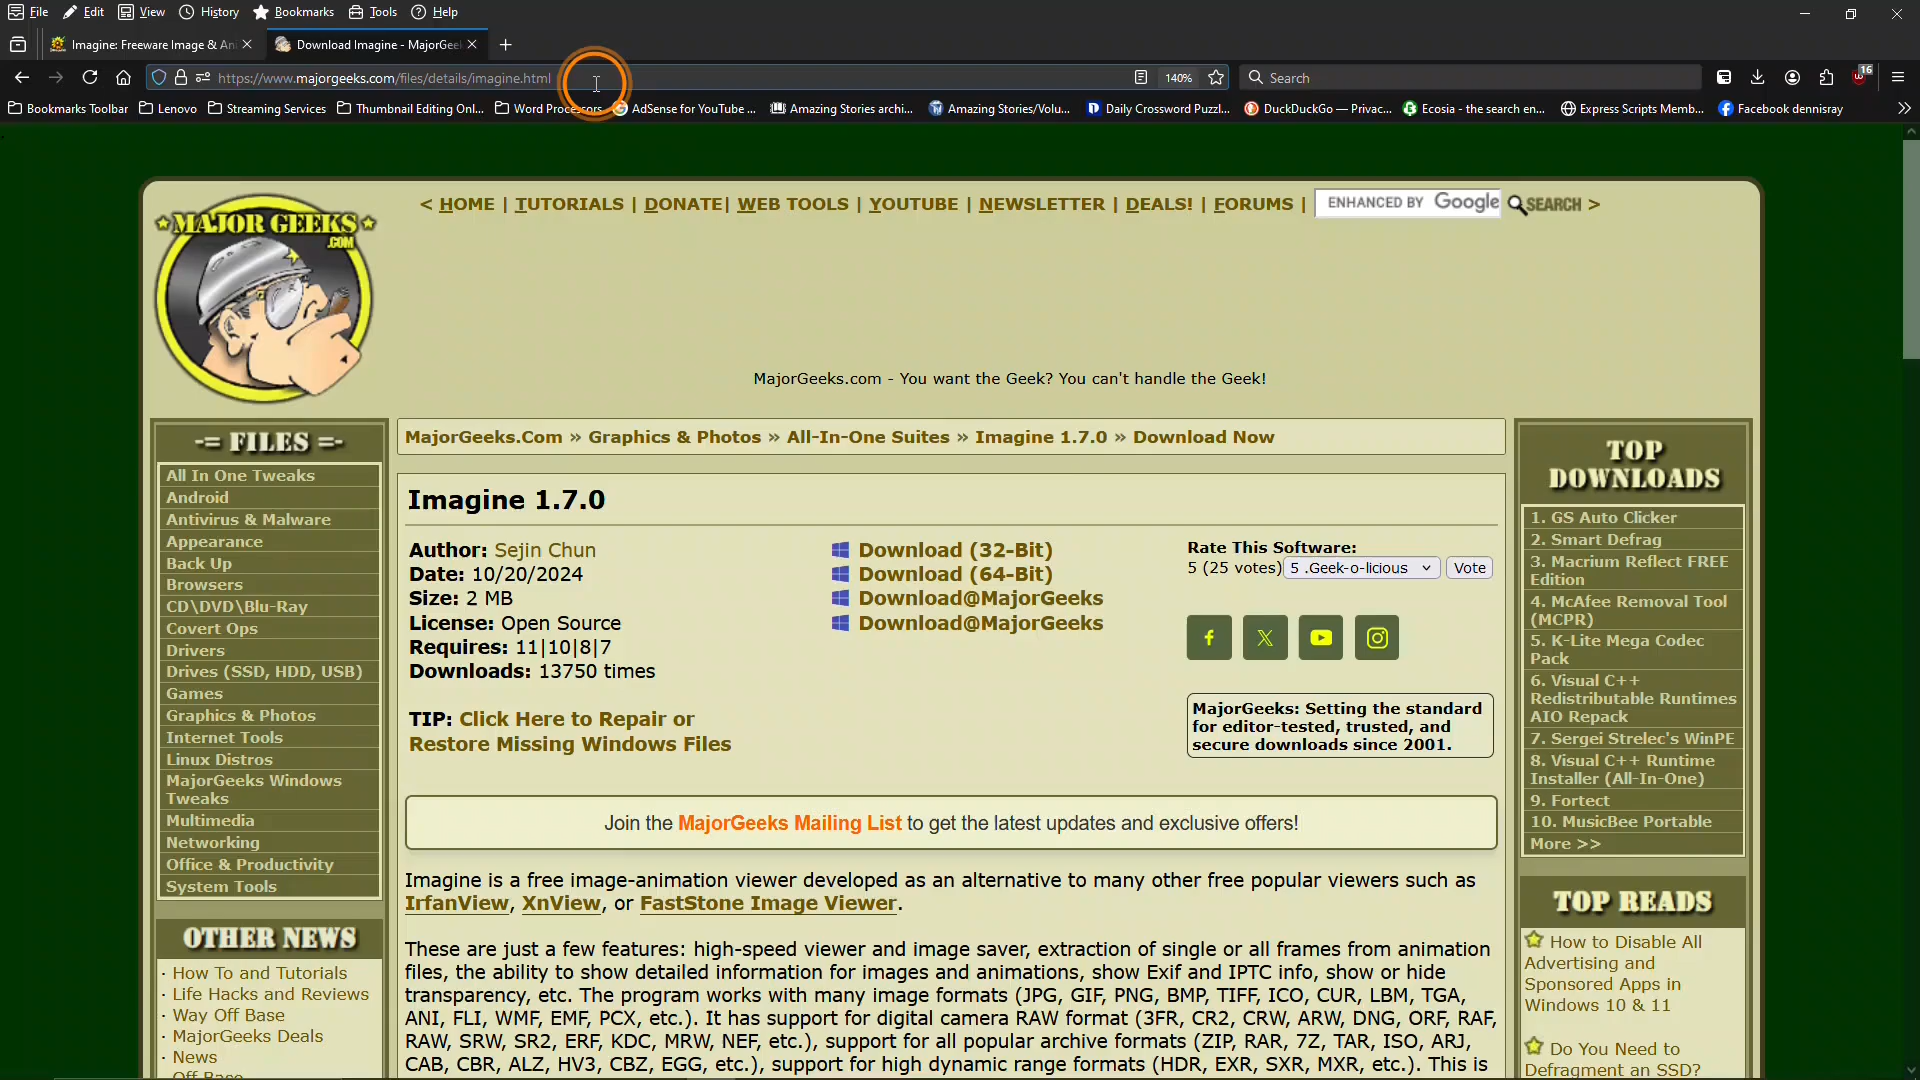 File Edit View History Bookmarks Tools Help
Imagine: Freeware Image & An
Download Imagine - MajorGeek
https://www.majorgeeks.com/files/details/imagine.html
140%
Search
16
Bookmarks Toolbar Lenovo Streaming Services Thumbnail Editing Onl... Word Processors AdSense for YouTube ... Amazing Stories archi... Amazing Stories/Volu... Daily Crossword Puzzl... DuckDuckGo — Privac... Ecosia - the search en... Express Scripts Memb... Facebook dennisray
MAJOR GEEKS
.COM
< HOME | TUTORIALS | DONATE| WEB TOOLS | YOUTUBE | NEWSLETTER | DEALS! | FORUMS | ENHANCED BY Google SEARCH >
MajorGeeks.com - You want the Geek? You can't handle the Geek!
-= FILES =-
All In One Tweaks
Android
Antivirus & Malware
Appearance
Back Up
Browsers
CD\DVD\Blu-Ray
Covert Ops
Drivers
Drives (SSD, HDD, USB)
Games
Graphics & Photos
Internet Tools
Linux Distros
MajorGeeks Windows
Tweaks
Multimedia
Networking
Office & Productivity
System Tools
OTHER NEWS
· How To and Tutorials
· Life Hacks and Reviews
· Way Off Base
· MajorGeeks Deals
· News
· Off Base
MajorGeeks.Com » Graphics & Photos » All-In-One Suites » Imagine 1.7.0 » Download Now
Imagine 1.7.0
Author: Sejin Chun
Date: 10/20/2024
Size: 2 MB
License: Open Source
Requires: 11|10|8|7
Downloads: 13750 times
TIP: Click Here to Repair or
Restore Missing Windows Files
Download (32-Bit)
Download (64-Bit)
Download@MajorGeeks
Download@MajorGeeks
Rate This Software:
5 (25 votes) 5 .Geek-o-licious Vote
MajorGeeks: Setting the standard
for editor-tested, trusted, and
secure downloads since 2001.
Join the MajorGeeks Mailing List to get the latest updates and exclusive offers!
Imagine is a free image-animation viewer developed as an alternative to many other free popular viewers such as
IrfanView, XnView, or FastStone Image Viewer.
These are just a few features: high-speed viewer and image saver, extraction of single or all frames from animation
files, the ability to show detailed information for images and animations, show Exif and IPTC info, show or hide
transparency, etc. The program works with many image formats (JPG, GIF, PNG, BMP, TIFF, ICO, CUR, LBM, TGA,
ANI, FLI, WMF, EMF, PCX, etc.). It has support for digital camera RAW format (3FR, CR2, CRW, ARW, DNG, ORF, RAF,
RAW, SRW, SR2, ERF, KDC, MRW, NEF, etc.), support for all popular archive formats (ZIP, RAR, 7Z, TAR, ISO, ARJ,
CAB, CBR, ALZ, HV3, CBZ, EGG, etc.), support for high dynamic range formats (HDR, EXR, SXR, MXR, etc.). This is
TOP
DOWNLOADS
1. GS Auto Clicker
2. Smart Defrag
3. Macrium Reflect FREE
Edition
4. McAfee Removal Tool
(MCPR)
5. K-Lite Mega Codec
Pack
6. Visual C++
Redistributable Runtimes
AIO Repack
7. Sergei Strelec's WinPE
8. Visual C++ Runtime
Installer (All-In-One)
9. Fortect
10. MusicBee Portable
More >>
TOP READS
How to Disable All
Advertising and
Sponsored Apps in
Windows 10 & 11
Do You Need to
Defragment an SSD?